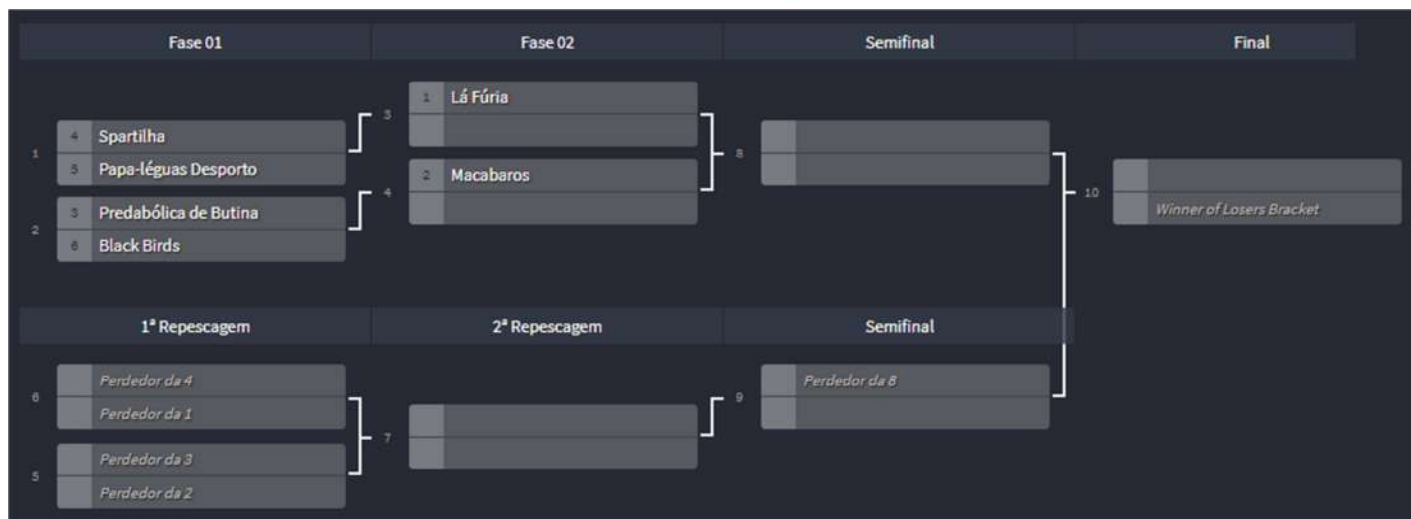 Fase 01 Fase 02 Semifinal Final
1 Lá Fúria
3
4 Spartilha
1
5 Papa-léguas Desporto
8
2 Macabaros
4
3 Predabólica de Butina
2
6 Black Birds
10
Winner of Losers Bracket
1ª Repescagem 2ª Repescagem Semifinal
Perdedor da 4
6
Perdedor da 1
7
Perdedor da 8
9
Perdedor da 3
5
Perdedor da 2